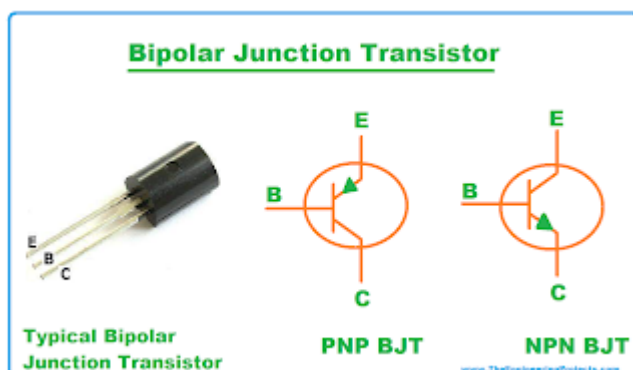 Bipolar Junction Transistor
E
B
C
Typical Bipolar
Junction Transistor
E
B
C
PNP BJT
E
B
C
NPN BJT